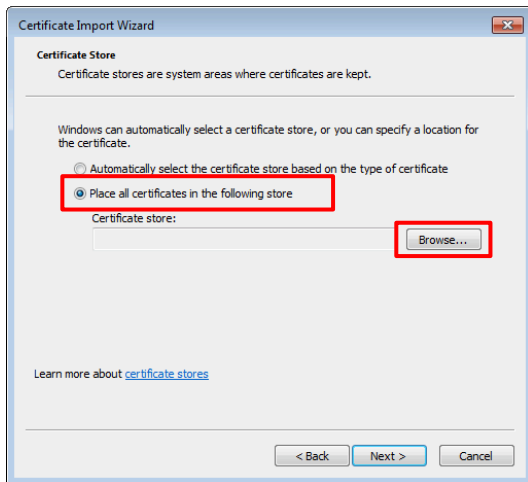 Certificate Import Wizard
Certificate Store
Certificate stores are system areas where certificates are kept.
Windows can automatically select a certificate store, or you can specify a location for
the certificate.
Automatically select the certificate store based on the type of certificate
Place all certificates in the following store
Certificate store:
Browse...
Learn more about certificate stores
< Back Next > Cancel